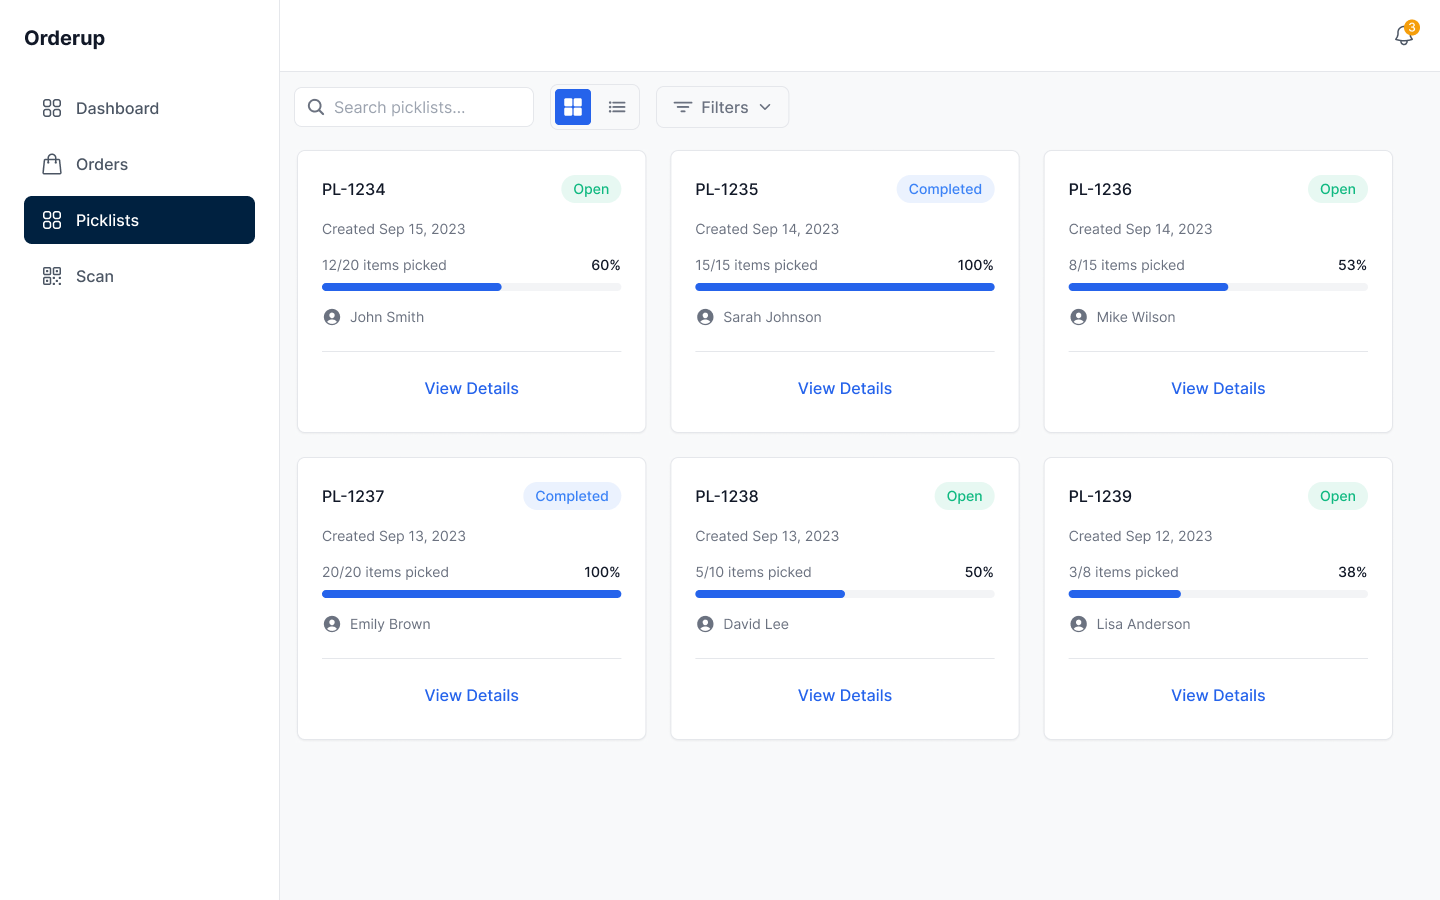 Orderup
3
Dashboard
Orders
Picklists
Scan
Search picklists...
Filters
PL-1234
Open
Created Sep 15, 2023
12/20 items picked
60%
John Smith
View Details
PL-1235
Completed
Created Sep 14, 2023
15/15 items picked
100%
Sarah Johnson
View Details
PL-1236
Open
Created Sep 14, 2023
8/15 items picked
53%
Mike Wilson
View Details
PL-1237
Completed
Created Sep 13, 2023
20/20 items picked
100%
Emily Brown
View Details
PL-1238
Open
Created Sep 13, 2023
5/10 items picked
50%
David Lee
View Details
PL-1239
Open
Created Sep 12, 2023
3/8 items picked
38%
Lisa Anderson
View Details